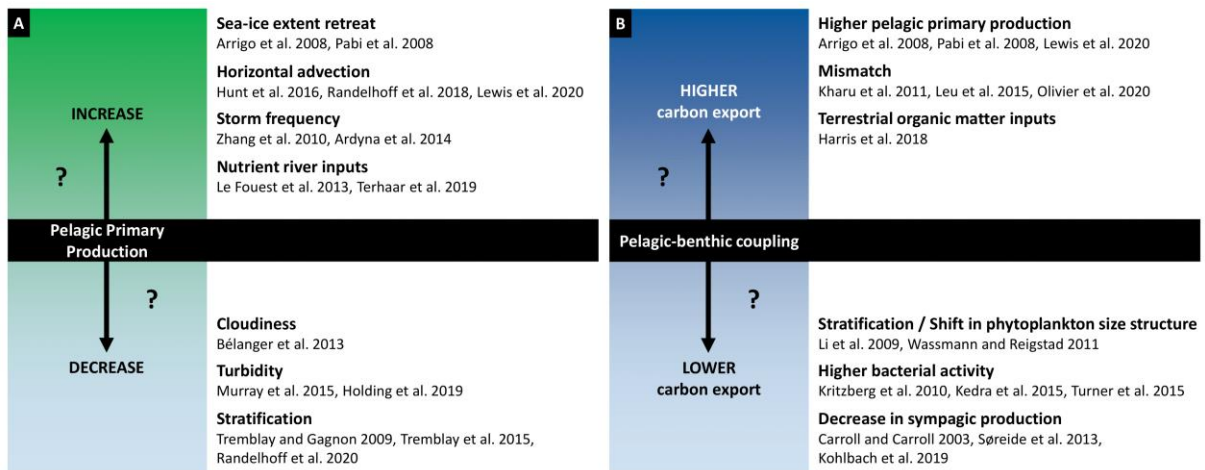 A
Sea-ice extent retreat
Arrigo et al. 2008, Pabi et al. 2008
Horizontal advection
Hunt et al. 2016, Randelhoff et al. 2018, Lewis et al. 2020
INCREASE
Storm frequency
Zhang et al. 2010, Ardyna et al. 2014
?
Nutrient river inputs
Le Fouest et al. 2013, Terhaar et al. 2019
Pelagic Primary
Production
?
Cloudiness
Bélanger et al. 2013
DECREASE
Turbidity
Murray et al. 2015, Holding et al. 2019
Stratification
Tremblay and Gagnon 2009, Tremblay et al. 2015,
Randelhoff et al. 2020
B
Higher pelagic primary production
Arrigo et al. 2008, Pabi et al. 2008, Lewis et al. 2020
Mismatch
Kharu et al. 2011, Leu et al. 2015, Olivier et al. 2020
HIGHER
carbon export
Terrestrial organic matter inputs
Harris et al. 2018
?
Pelagic-benthic coupling
?
Stratification / Shift in phytoplankton size structure
Li et al. 2009, Wassmann and Reigstad 2011
LOWER
carbon export
Higher bacterial activity
Kritzberg et al. 2010, Kedra et al. 2015, Turner et al. 2015
Decrease in sympagic production
Carroll and Carroll 2003, Søreide et al. 2013,
Kohlbach et al. 2019